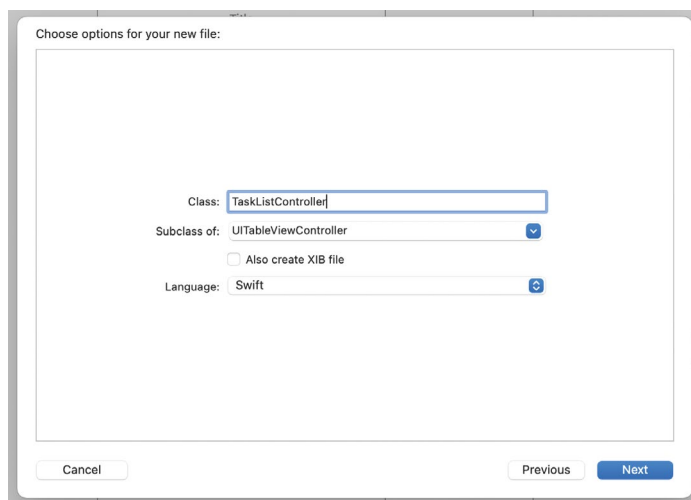 Choose options for your new file:
Class: TaskListController
Subclass of: UITableViewController
Also create XIB file
Language: Swift
Cancel Previous Next